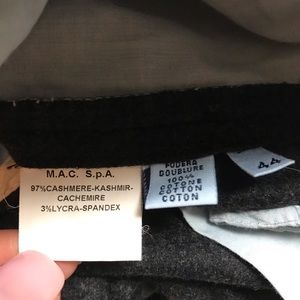 M.A.C. S.p.A.
97%CASHMERE-KASHMIR-
CACHEMIRE
3%LYCRA-SPANDEX
FODERA
DOUBLURE
100%
COTONE
COTTON
COTON
44